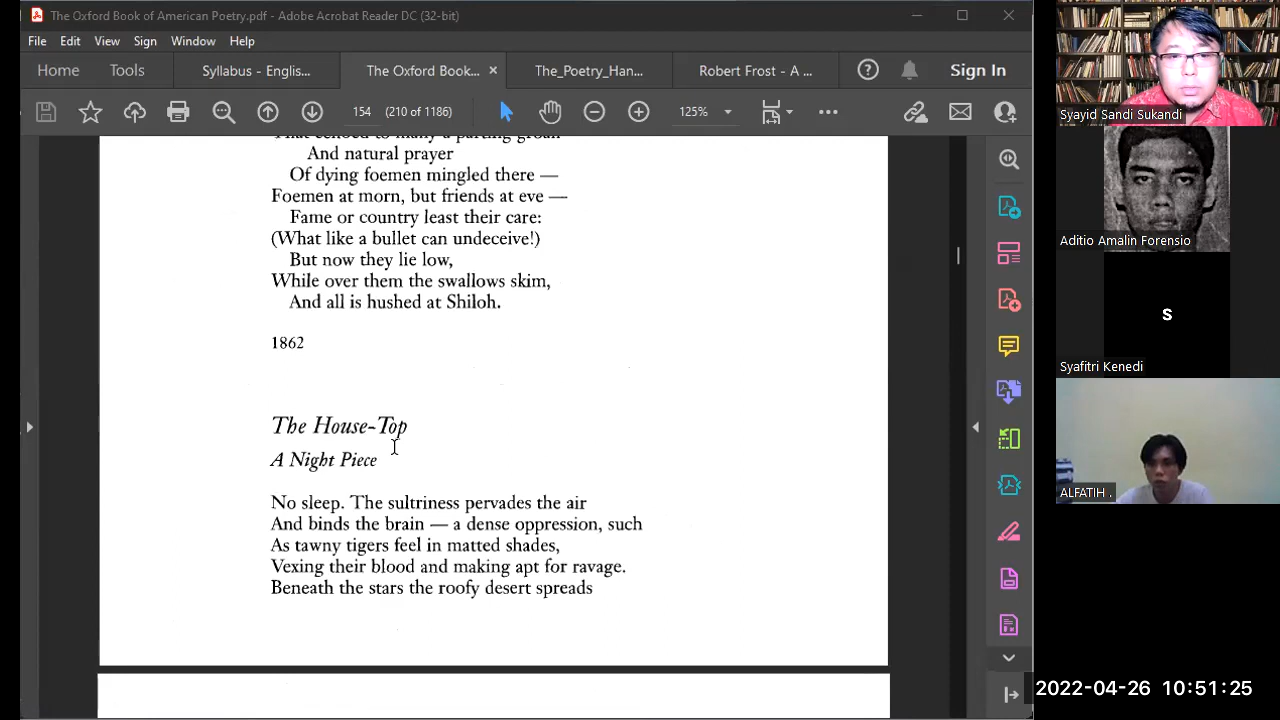 The Oxford Book of American Poetry.pdf - Adobe Acrobat Reader DC (32-bit)
File Edit View Sign Window Help
Home Tools Syllabus - Englis... The Oxford Book... The_Poetry_Han... Robert Frost - A ... Sign In
154 (210 of 1186) 125%
And natural prayer
Of dying foemen mingled there —
Foemen at morn, but friends at eve —
Fame or country least their care:
(What like a bullet can undeceive!)
But now they lie low,
While over them the swallows skim,
And all is hushed at Shiloh.
1862
The House-Top
A Night Piece
No sleep. The sultriness pervades the air
And binds the brain — a dense oppression, such
As tawny tigers feel in matted shades,
Vexing their blood and making apt for ravage.
Beneath the stars the roofy desert spreads
Syayid Sandi Sukandi
Aditio Amalin Forensio
S
Syafitri Kenedi
ALFATIH .
2022-04-26 10:51:25